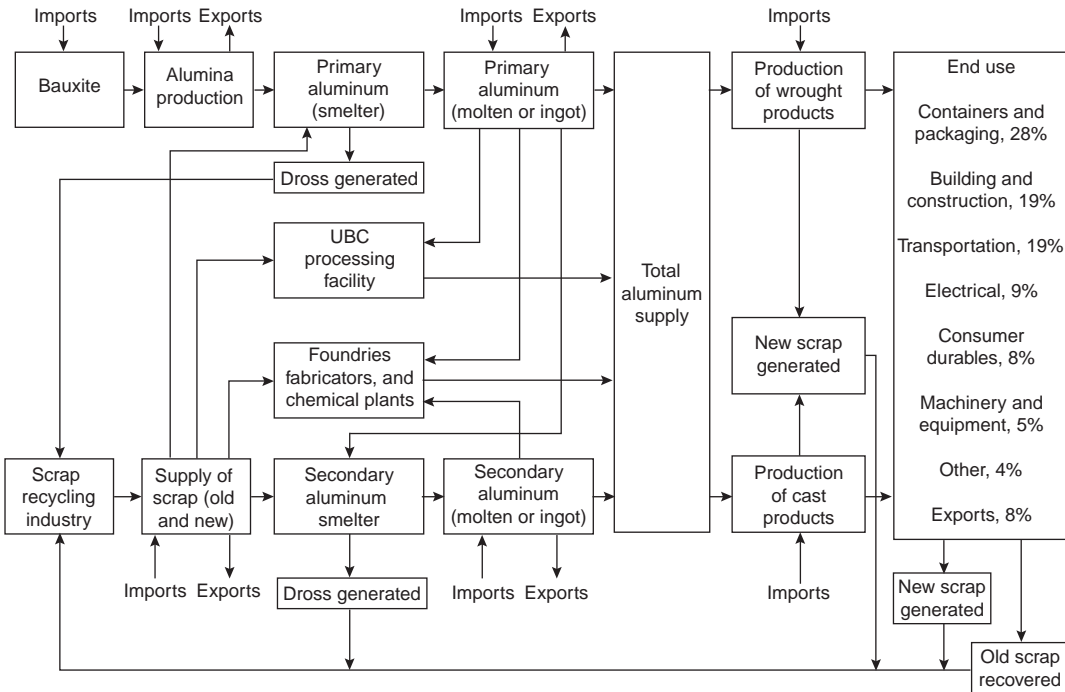 Imports
Imports Exports
Imports Exports
Imports
Bauxite
Alumina
production
Primary
aluminum
(smelter)
Primary
aluminum
(molten or ingot)
Production
of wrought
products
Dross generated
UBC
processing
facility
Foundries
fabricators, and
chemical plants
Total
aluminum
supply
New scrap
generated
Scrap
recycling
industry
Supply of
scrap (old
and new)
Secondary
aluminum
smelter
Secondary
aluminum
(molten or ingot)
Production
of cast
products
Imports Exports
Dross generated
Imports Exports
Imports
End use
Containers and
packaging, 28%
Building and
construction, 19%
Transportation, 19%
Electrical, 9%
Consumer
durables, 8%
Machinery and
equipment, 5%
Other, 4%
Exports, 8%
New scrap
generated
Old scrap
recovered